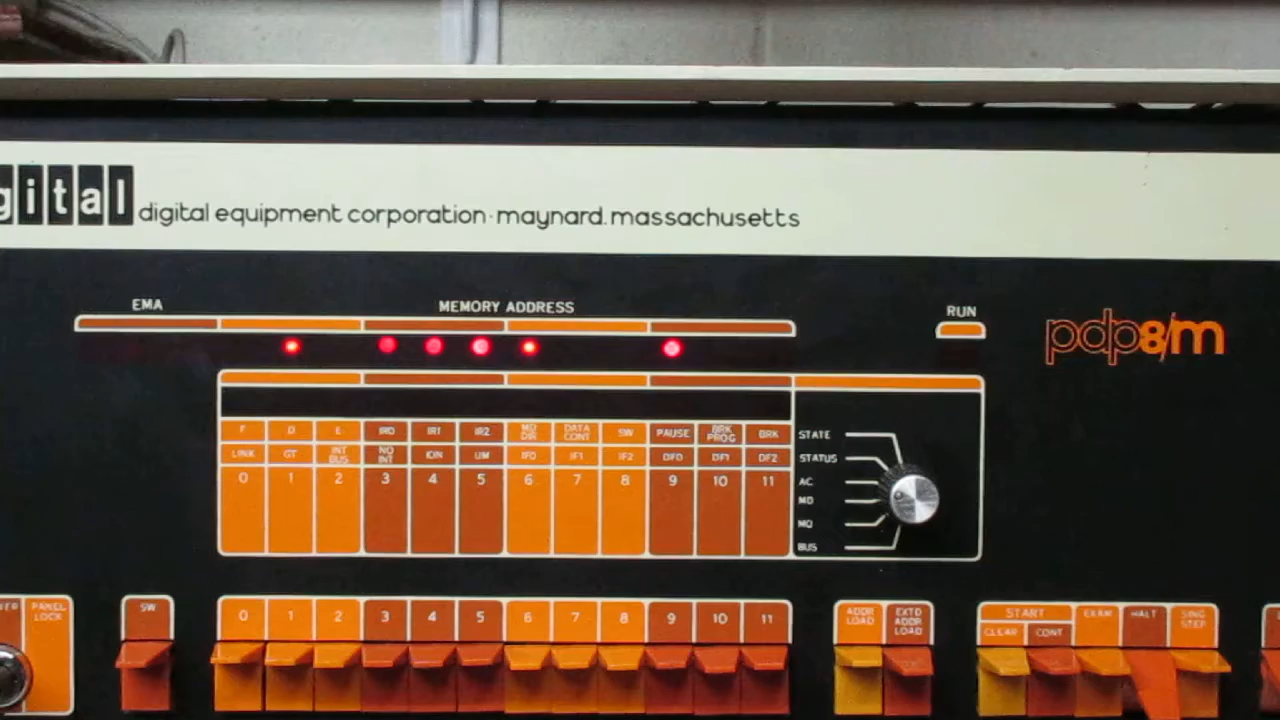 gital digital equipment corporation·maynard.massachusetts
EMA MEMORY ADDRESS RUN
pdp8/m
F D E IR0 IR1 IR2 MD DIR DATA CONT SW PAUSE BRK PROG BRK
LINK GT INT BUS NO INT ION UM IF0 IF1 IF2 DF0 DF1 DF2
0 1 2 3 4 5 6 7 8 9 10 11
STATE
STATUS
AC
MD
MQ
BUS
PANEL LOCK
SW
0 1 2 3 4 5 6 7 8 9 10 11
ADDR LOAD EXTD ADDR LOAD
START EXAM HALT SING STEP
CLEAR CONT